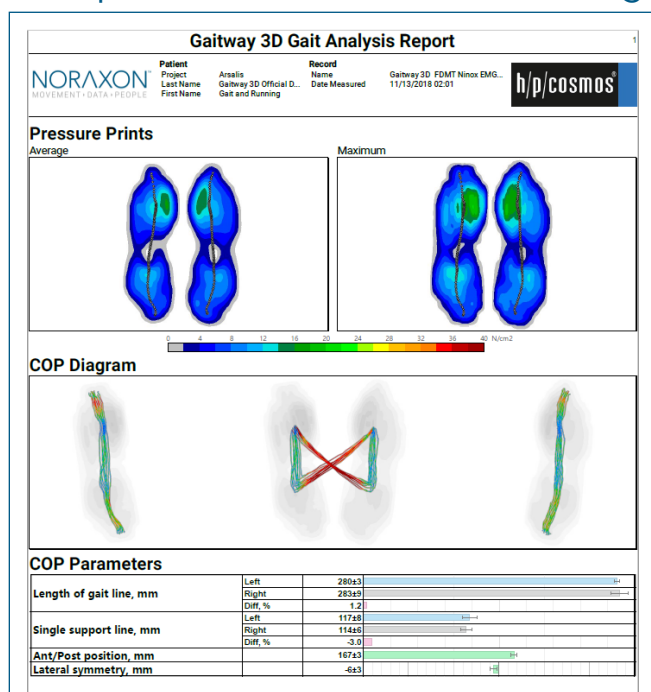 Gaitway 3D Gait Analysis Report
1
NORAXON
MOVEMENT+DATA+PEOPLE
Patient
Project Arsalis
Last Name Gaitway 3D Official D...
First Name Gait and Running
Record
Name Gaitway 3D FDMT Ninox EMG...
Date Measured 11/13/2018 02:01
h/p/cosmos®
Pressure Prints
Average
Maximum
0 4 8 12 16 20 24 28 32 36 40 N/cm2
COP Diagram
COP Parameters
Length of gait line, mm
Left 280±3
Right 283±9
Diff, % 1.2
Single support line, mm
Left 117±8
Right 114±6
Diff, % -3.0
Ant/Post position, mm 167±3
Lateral symmetry, mm -6±3